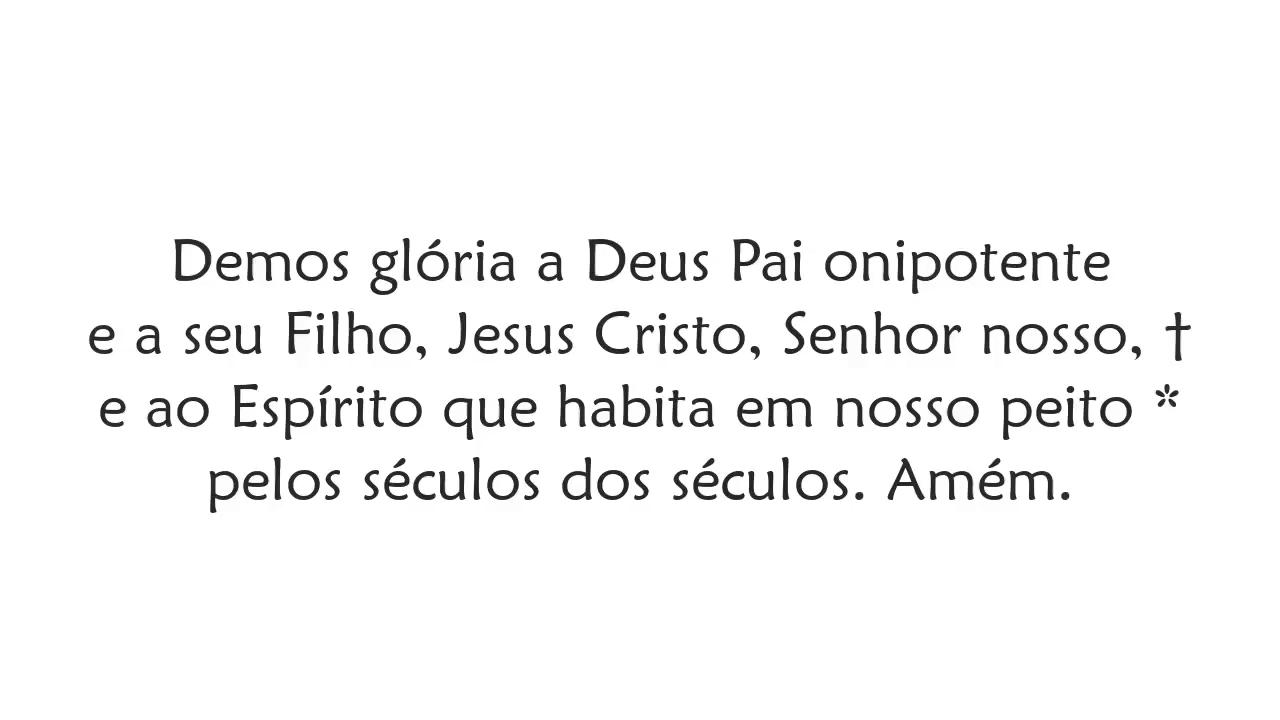 Demos glória a Deus Pai onipotente
e a seu Filho, Jesus Cristo, Senhor nosso, †
e ao Espírito que habita em nosso peito *
pelos séculos dos séculos. Amém.